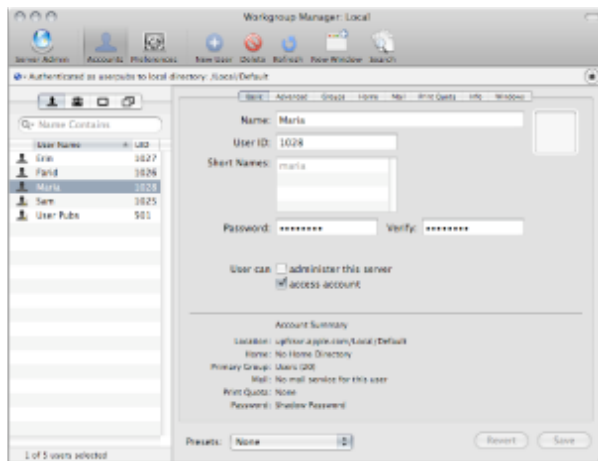 Workgroup Manager: Local
Server Admin Accounts Preferences New User Delete Refresh New Window Search
Authenticated as userpubs to local directory: /Local/Default
Basic Advanced Groups Home Mail Print Quota Info Windows
Name Contains
User Name UID
Erin 1027
Farid 1026
Maria 1028
Sam 1025
User Pubs 501
Name: Maria
User ID: 1028
Short Names: maria
Password: •••••••• Verify: ••••••••
User can administer this server
access account
Account Summary
Location: /Local/Default
Home: No Home Directory
Primary Group: Users (20)
Mail: No mail service for this user
Print Quota: None
Password: Shadow Password
Presets: None Revert Save
1 of 5 users selected